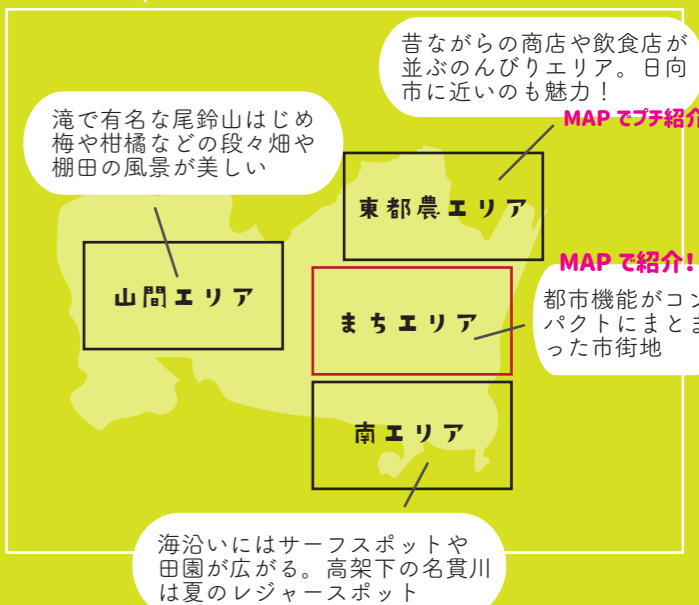 昔ながらの商店や飲食店が
並ぶのんびりエリア。日向
市に近いのも魅力！
MAP でプチ紹介
滝で有名な尾鈴山はじめ
梅や柑橘などの段々畑や
棚田の風景が美しい
東都農エリア
山間エリア
MAP で紹介!
まちエリア
都市機能がコン
パクトにまとま
った市街地
南エリア
海沿いにはサーフスポットや
田園が広がる。高架下の名貫川
は夏のレジャースポット